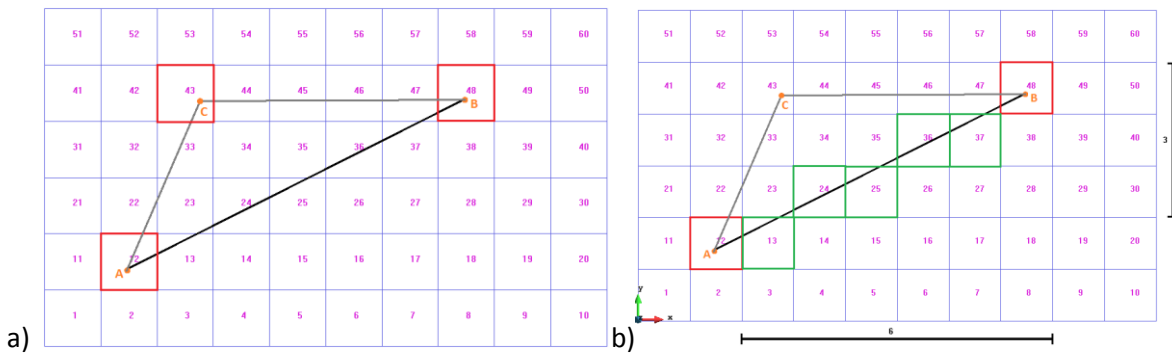 51 52 53 54 55 56 57 58 59 60
41 42 43 44 45 46 47 48 49 50
C B
31 32 33 34 35 36 37 38 39 40
21 22 23 24 25 26 27 28 29 30
11 12 13 14 15 16 17 18 19 20
A
1 2 3 4 5 6 7 8 9 10
a)
51 52 53 54 55 56 57 58 59 60
41 42 43 44 45 46 47 48 49 50
C B
31 32 33 34 35 36 37 38 39 40 3
21 22 23 24 25 26 27 28 29 30
11 12 13 14 15 16 17 18 19 20
A
y
1 2 3 4 5 6 7 8 9 10
x
6
b)